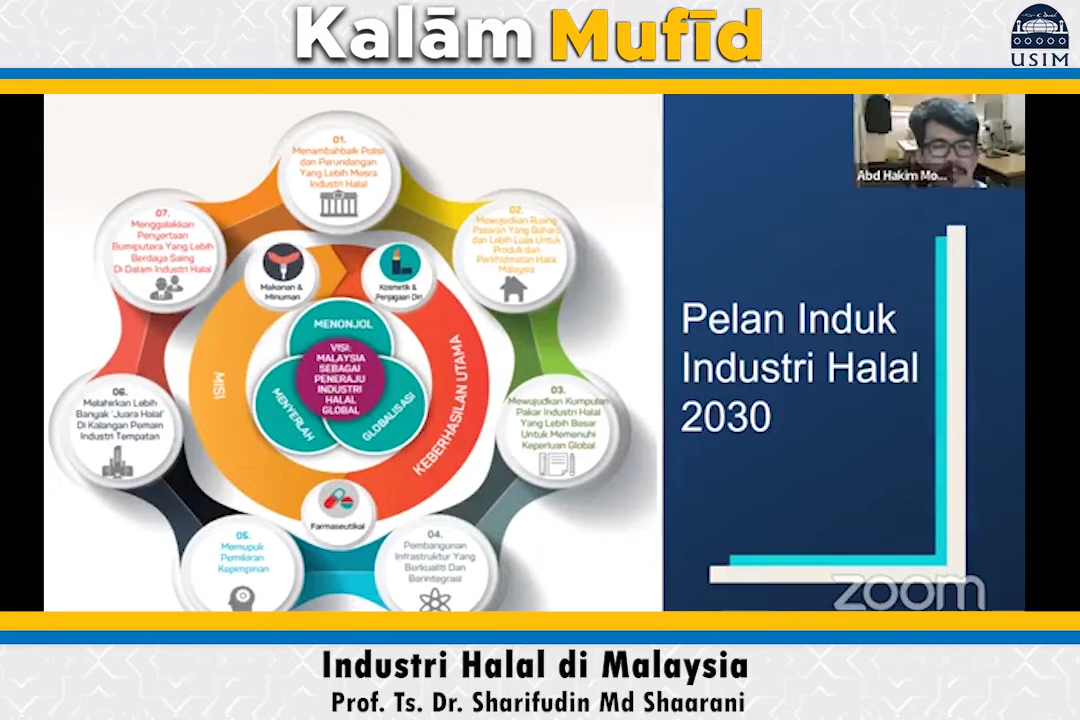 Kalām Mufīd
USIM
Abd Hakim Mo...
01.
Menambahbaik Polisi
dan Perundangan
Yang Lebih Mesra
Industri Halal
02.
Mewujudkan Ruang
Pasaran Yang Baharu
dan Lebih Luas Untuk
Produk dan
Perkhidmatan Halal
Malaysia
07.
Menggalakkan
Penyertaan
Bumiputera Yang Lebih
Berdaya Saing
Di Dalam Industri Halal
Makanan &
Minuman
Kosmetik &
Penjagaan Diri
MENONJOL
VISI:
MALAYSIA
SEBAGAI
PENERAJU
INDUSTRI
HALAL
GLOBAL
MENYERLAH
GLOBALISASI
MISI
KEBERHASILAN UTAMA
Pelan Induk
Industri Halal
2030
06.
Melahirkan Lebih
Banyak 'Juara Halal'
Di Kalangan Pemain
Industri Tempatan
03.
Mewujudkan Kumpulan
Pakar Industri Halal
Yang Lebih Besar
Untuk Memenuhi
Keperluan Global
Farmaseutikal
05.
Memupuk
Pemikiran
Kepimpinan
04.
Pembangunan
Infrastruktur Yang
Berkualiti Dan
Berintegrasi
zoom
Industri Halal di Malaysia
Prof. Ts. Dr. Sharifudin Md Shaarani